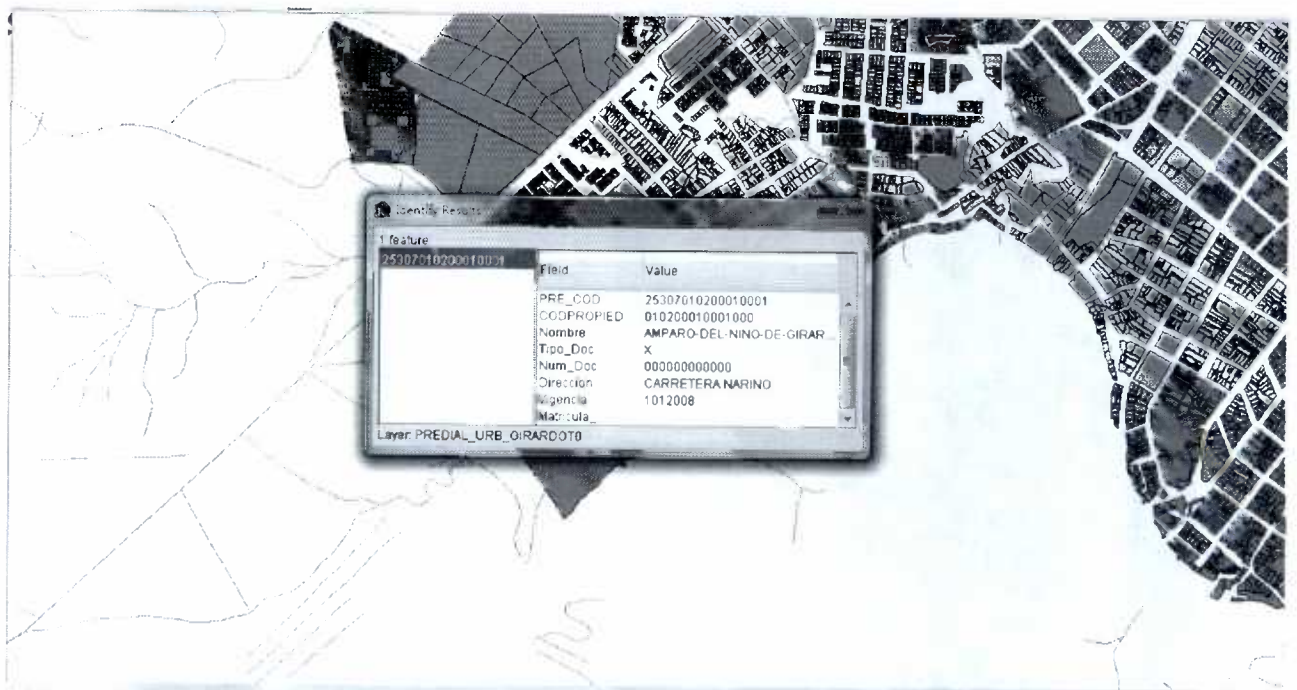 Identify Results
1 feature
25307010200010001
Field Value
PRE_COD 25307010200010001
CODPROPIED 010200010001000
Nombre AMPARO-DEL-NINO-DE-GIRAR...
Tipo_Doc X
Num_Doc 000000000000
Direccion CARRETERA NARINO
Vigencia 1012008
Matricula_
Layer: PREDIAL_URB_GIRARDOT0